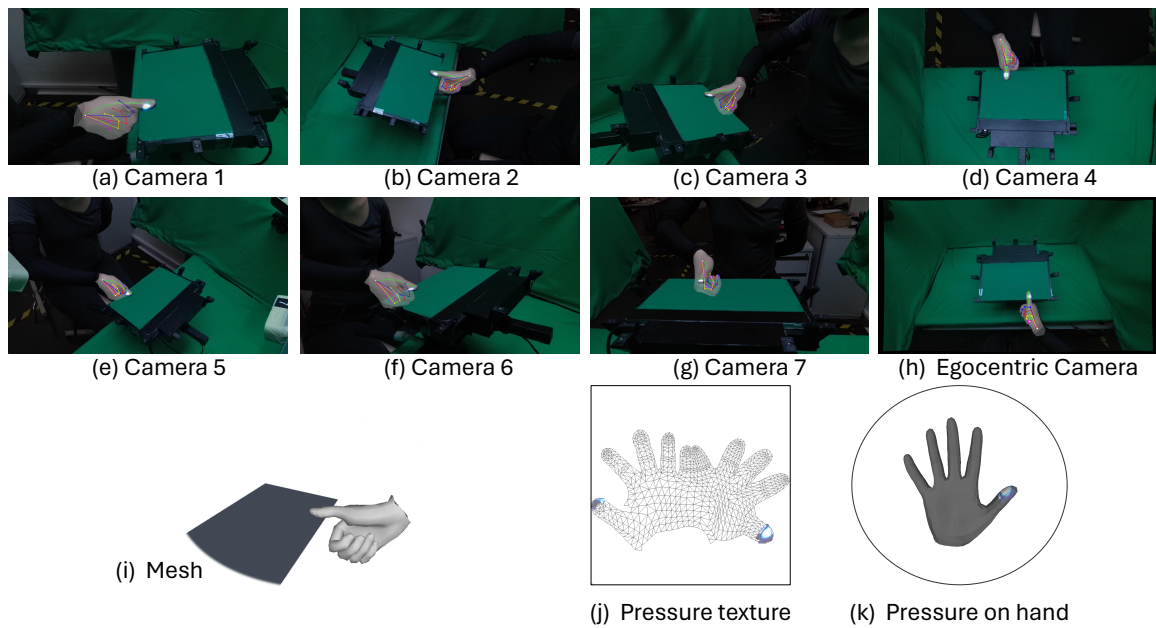 (a) Camera 1
(b) Camera 2
(c) Camera 3
(d) Camera 4
(e) Camera 5
(f) Camera 6
(g) Camera 7
(h) Egocentric Camera
(i) Mesh
(j) Pressure texture
(k) Pressure on hand